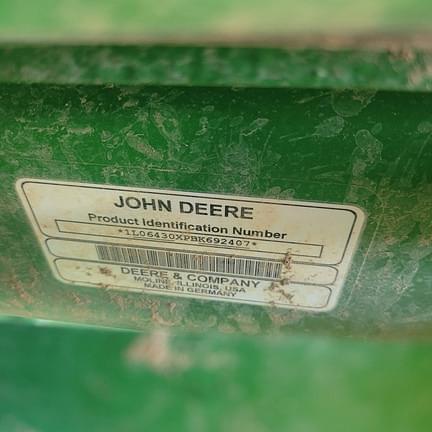 JOHN DEERE
Product Identification Number
*1L06430XPBK692407*
DEERE & COMPANY
MOLINE, ILLINOIS, USA
MADE IN GERMANY